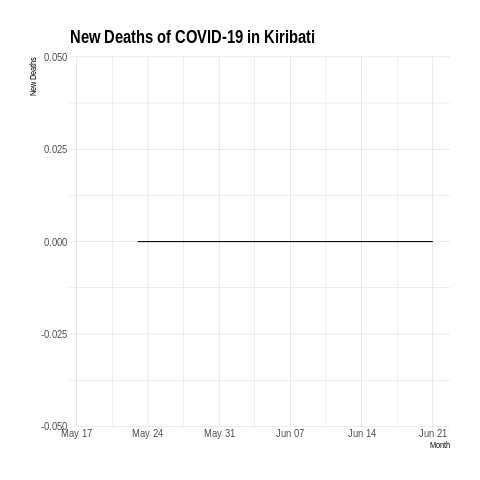 New Deaths of COVID-19 in Kiribati
New Deaths
0.050
0.025
0.000
-0.025
-0.050
May 17 May 24 May 31 Jun 07 Jun 14 Jun 21
Month